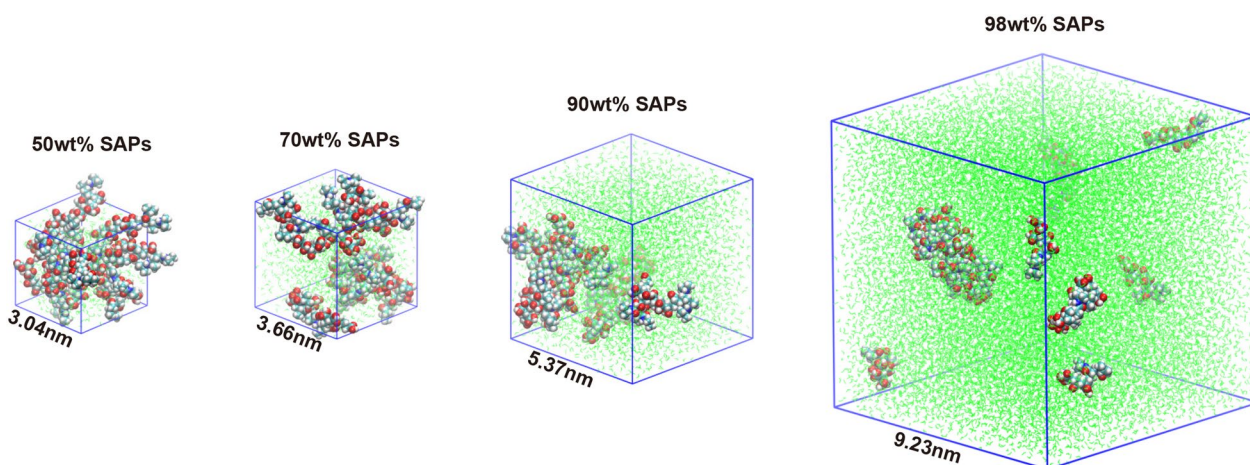 50wt% SAPs
70wt% SAPs
90wt% SAPs
98wt% SAPs
3.04nm
3.66nm
5.37nm
9.23nm